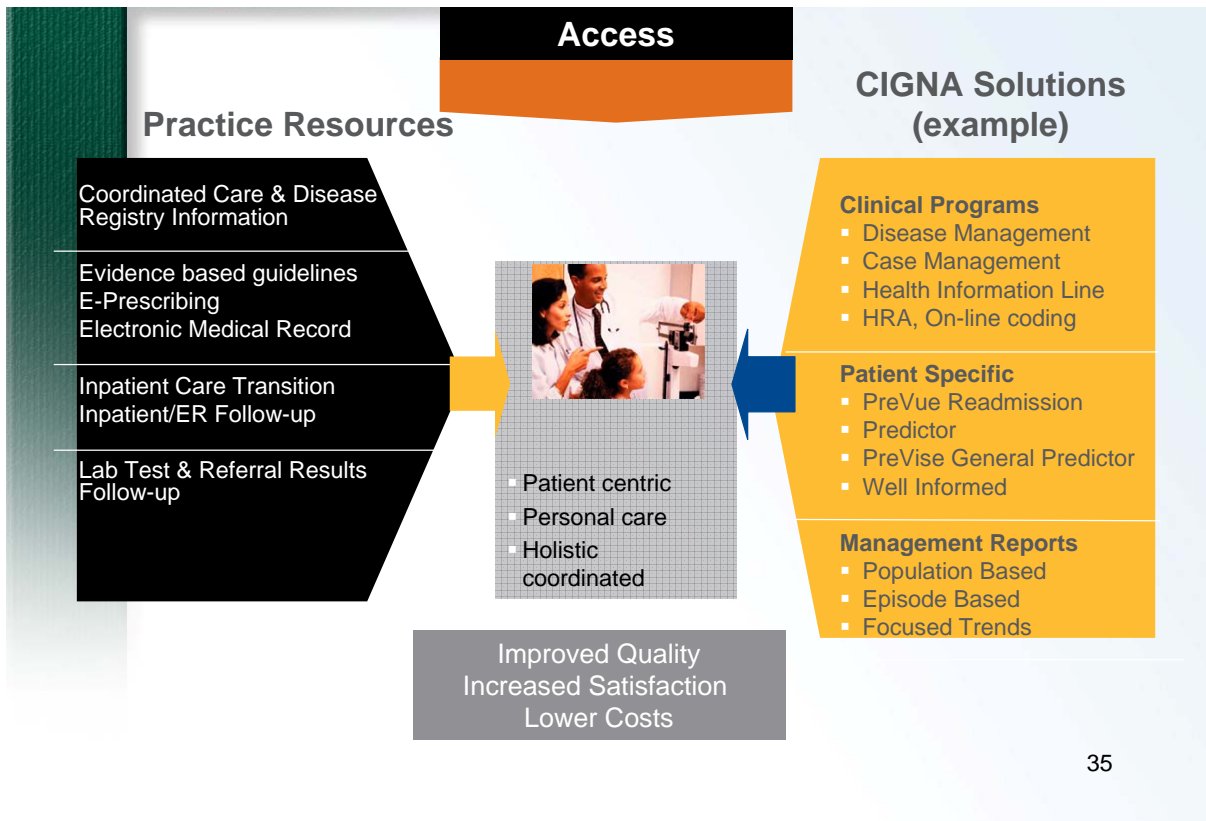 Access
Practice Resources
CIGNA Solutions
(example)
Coordinated Care & Disease
Registry Information
Evidence based guidelines
E-Prescribing
Electronic Medical Record
Inpatient Care Transition
Inpatient/ER Follow-up
Lab Test & Referral Results
Follow-up
▪ Patient centric
▪ Personal care
▪ Holistic
coordinated
Clinical Programs
▪ Disease Management
▪ Case Management
▪ Health Information Line
▪ HRA, On-line coding
Patient Specific
▪ PreVue Readmission
▪ Predictor
▪ PreVise General Predictor
▪ Well Informed
Management Reports
▪ Population Based
▪ Episode Based
▪ Focused Trends
Improved Quality
Increased Satisfaction
Lower Costs
35